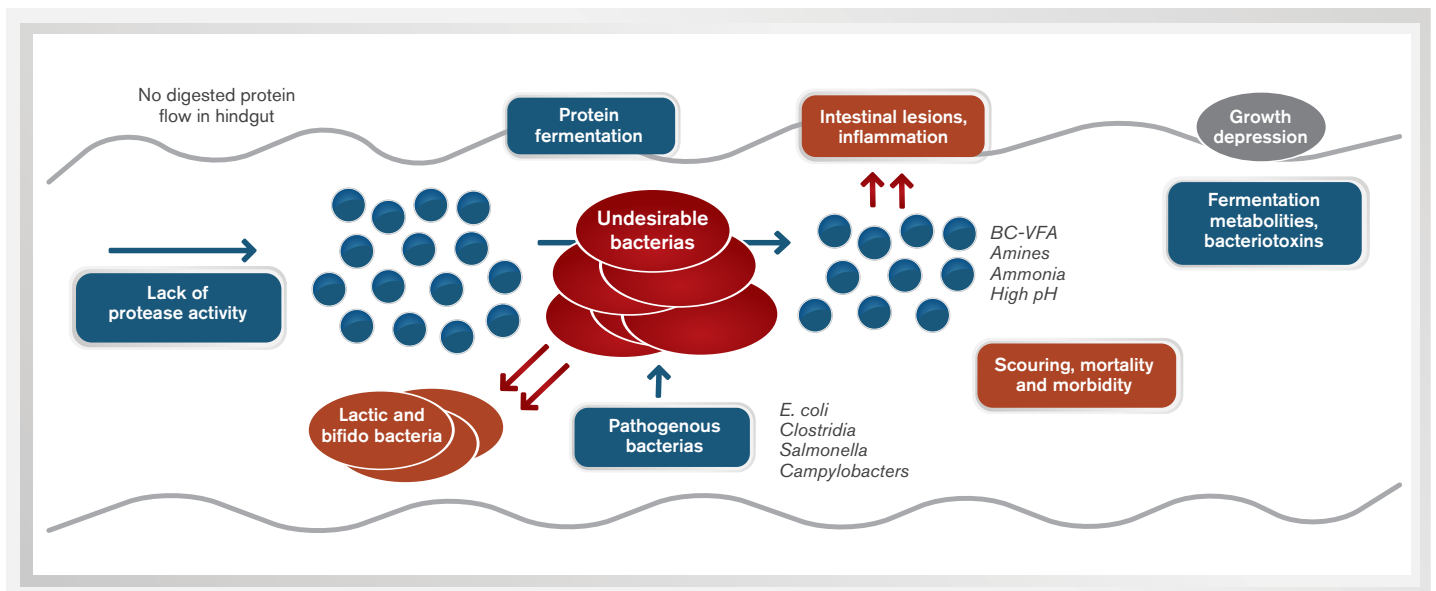 No digested protein
flow in hindgut
Protein
fermentation
Intestinal lesions,
inflammation
Growth
depression
Lack of
protease activity
Undesirable
bacterias
BC-VFA
Amines
Ammonia
High pH
Fermentation
metabolities,
bacteriotoxins
Lactic and
bifido bacteria
Pathogenous
bacterias
E. coli
Clostridia
Salmonella
Campylobacters
Scouring, mortality
and morbidity